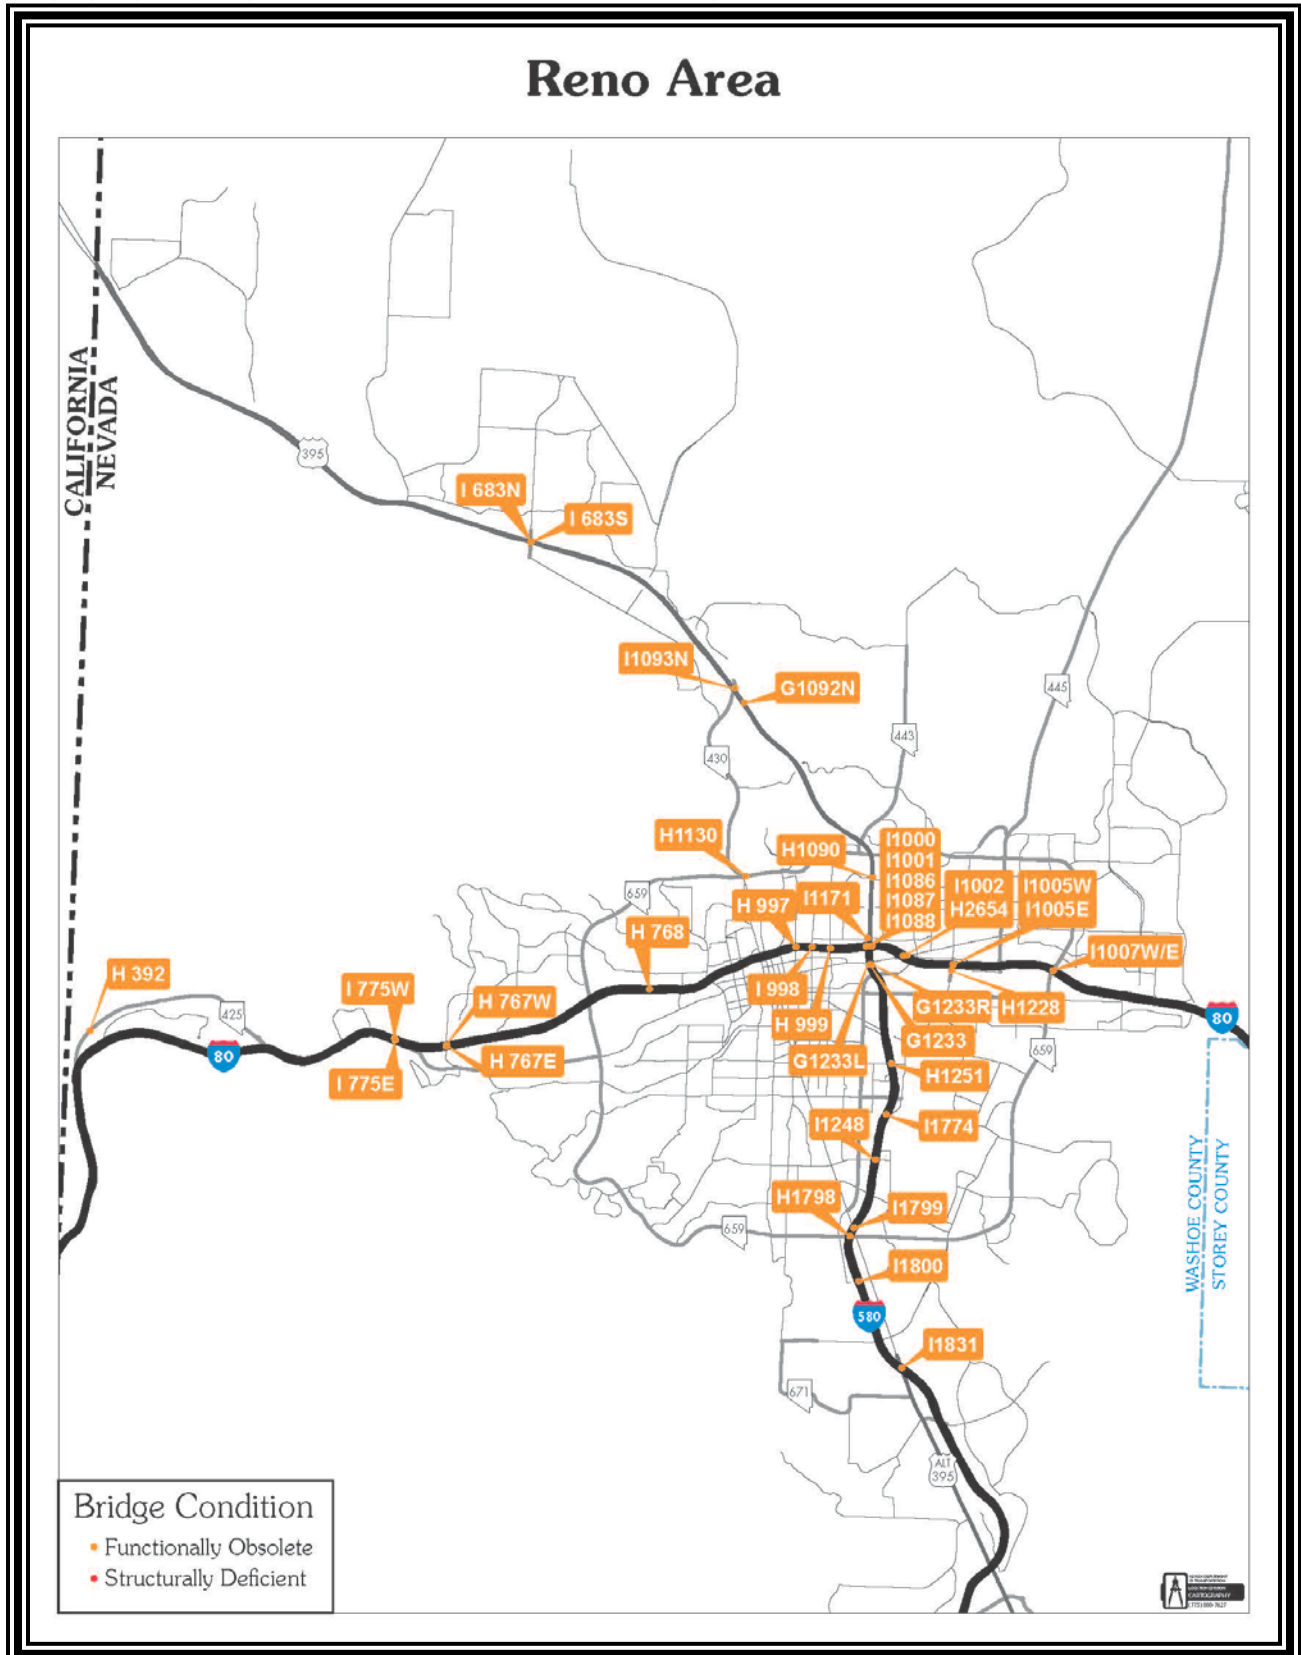 Reno Area
CALIFORNIA
NEVADA
395
I 683N
I 683S
I1093N
G1092N
445
443
430
H1130
H1090
I1000
I1001
I1086
I1087
I1088
I1002
H2654
I1005W
I1005E
659
H 997
I1171
H 768
I1007W/E
H 392
I 775W
H 767W
I 998
G1233R
H1228
425
80
80
H 999
G1233
659
H 767E
G1233L
I 775E
H1251
I1248
I1774
WASHOE COUNTY
STOREY COUNTY
H1798
I1799
659
I1800
580
I1831
671
ALT
395
Bridge Condition
Functionally Obsolete
Structurally Deficient
CARTOGRAPHY